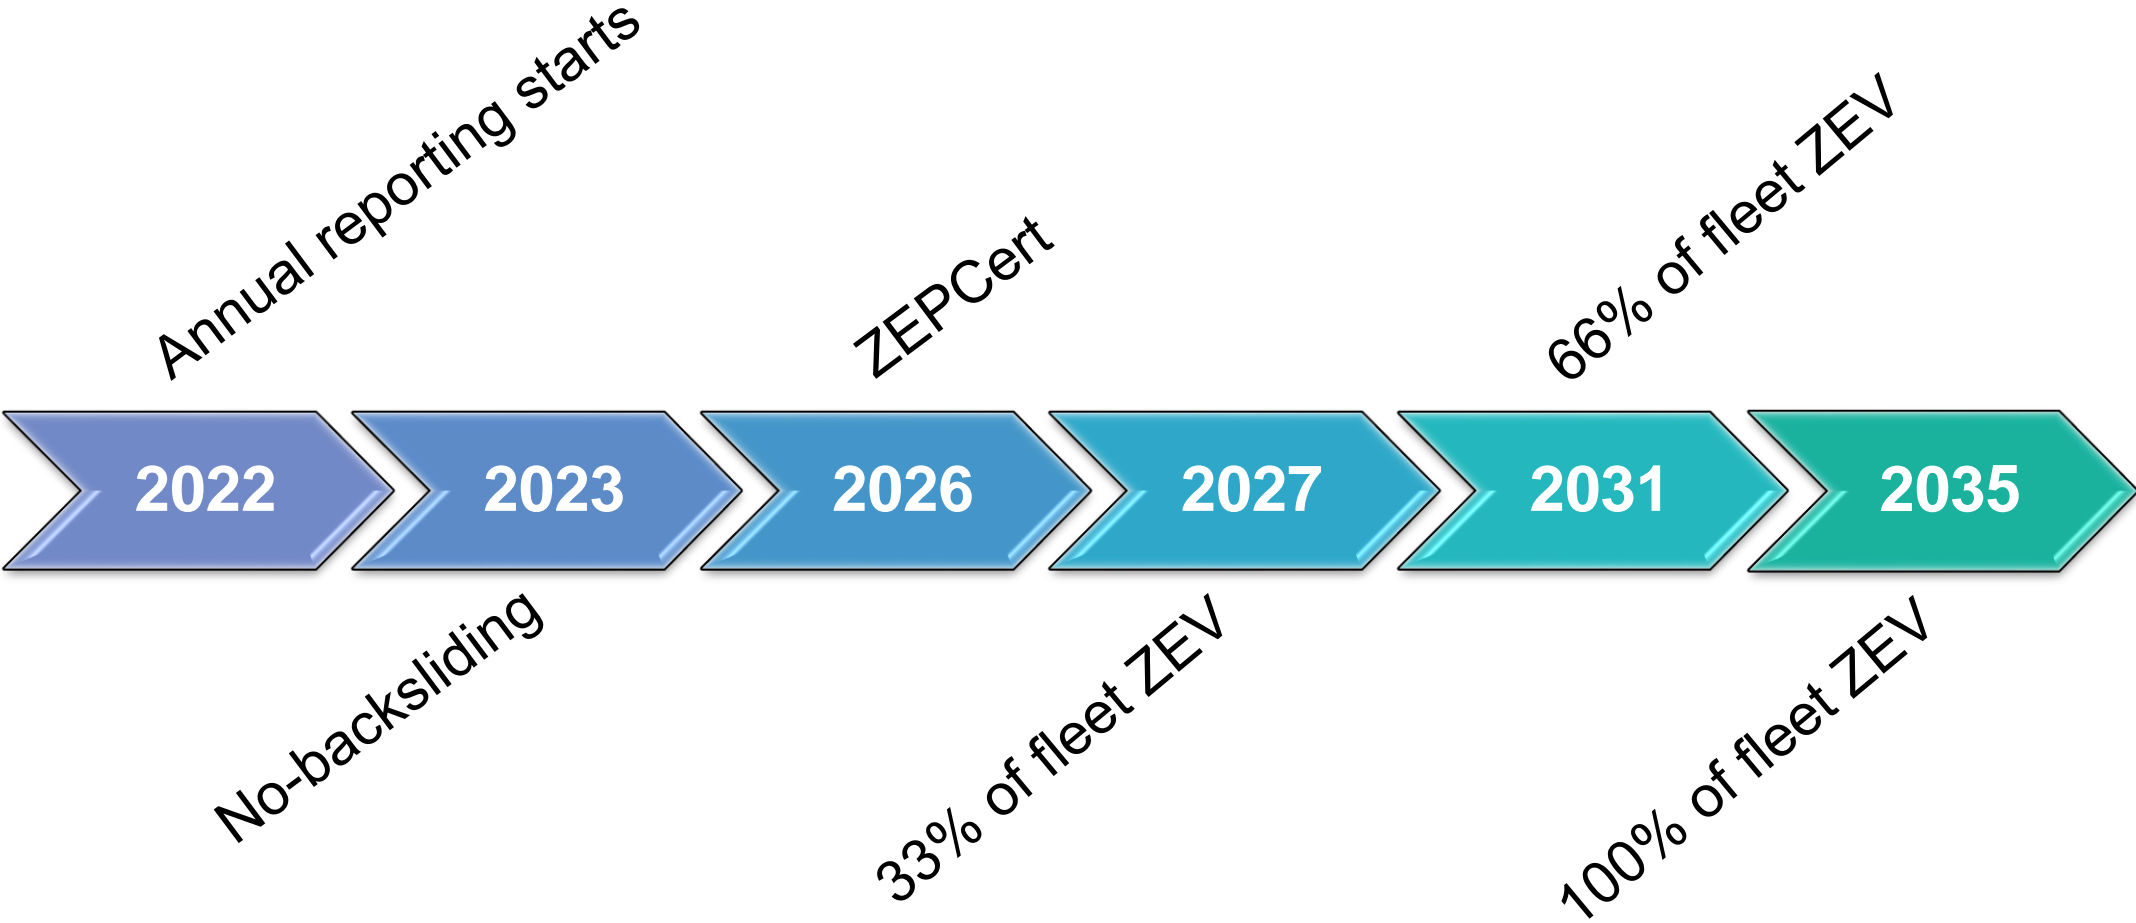 Annual reporting starts
ZEPCert
66% of fleet ZEV
2022
2023
2026
2027
2031
2035
No-backsliding
33% of fleet ZEV
100% of fleet ZEV